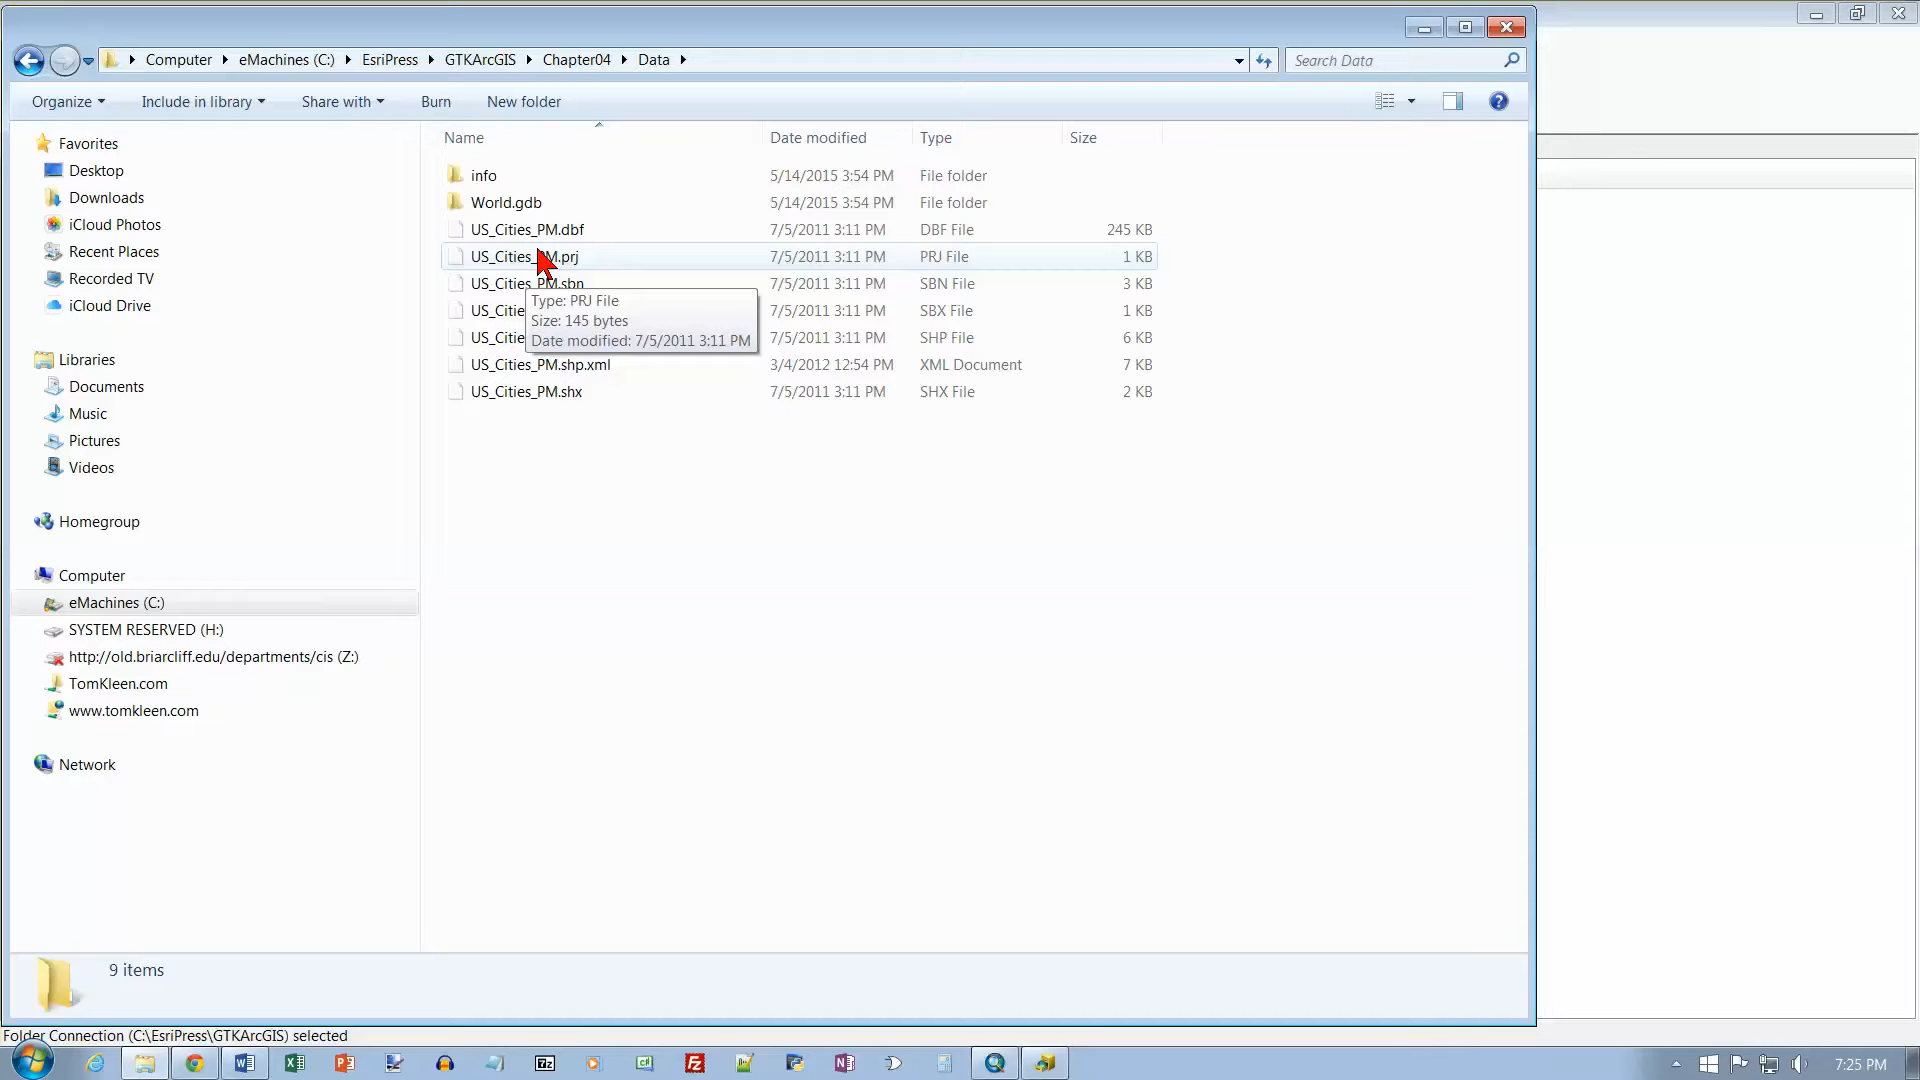 Computer eMachines (C:) EsriPress GTKArcGIS Chapter04 Data
Search Data
Organize Include in library Share with Burn New folder
Name Date modified Type Size
Favorites
Desktop
Downloads
iCloud Photos
Recent Places
Recorded TV
iCloud Drive
Libraries
Documents
Music
Pictures
Videos
Homegroup
Computer
eMachines (C:)
SYSTEM RESERVED (H:)
http://old.briarcliff.edu/departments/cis (Z:)
TomKleen.com
www.tomkleen.com
Network
info 5/14/2015 3:54 PM File folder
World.gdb 5/14/2015 3:54 PM File folder
US_Cities_PM.dbf 7/5/2011 3:11 PM DBF File 245 KB
US_Cities_PM.prj 7/5/2011 3:11 PM PRJ File 1 KB
US_Cities_PM.sbn 7/5/2011 3:11 PM SBN File 3 KB
US_Citie 7/5/2011 3:11 PM SBX File 1 KB
US_Citie 7/5/2011 3:11 PM SHP File 6 KB
US_Cities_PM.shp.xml 3/4/2012 12:54 PM XML Document 7 KB
US_Cities_PM.shx 7/5/2011 3:11 PM SHX File 2 KB
Type: PRJ File
Size: 145 bytes
Date modified: 7/5/2011 3:11 PM
9 items
Folder Connection (C:\EsriPress\GTKArcGIS) selected
7:25 PM